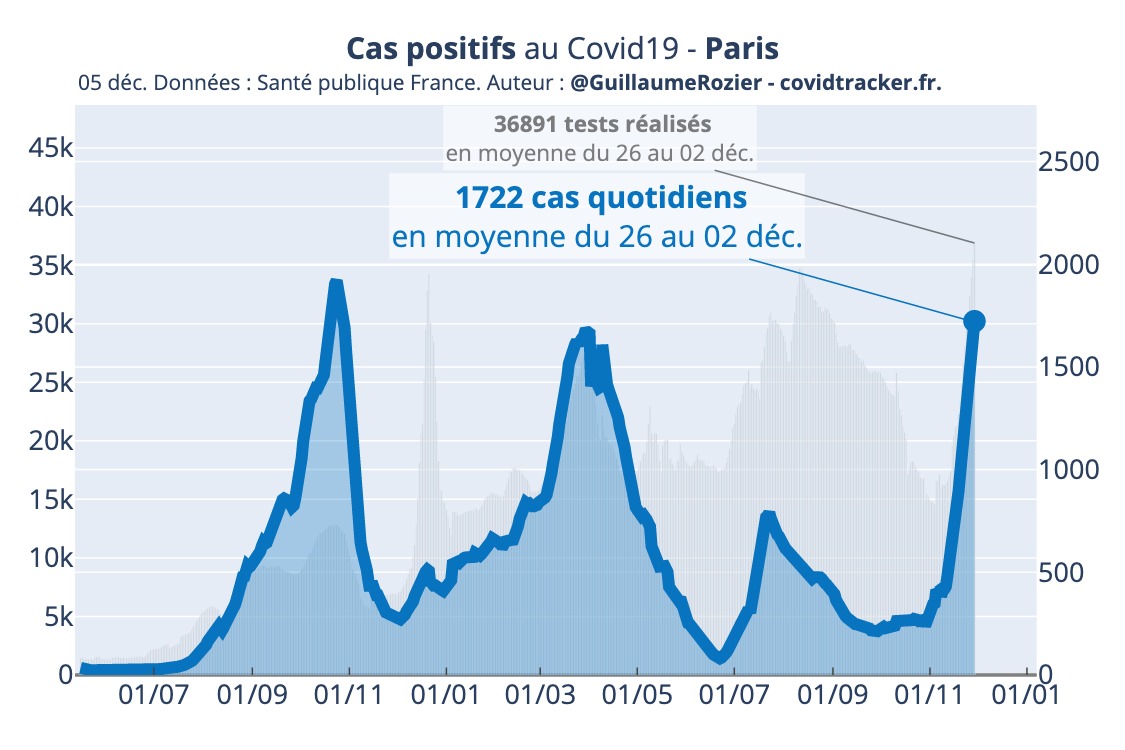 Cas positifs au Covid19 - Paris
05 déc. Données : Santé publique France. Auteur : @GuillaumeRozier - covidtracker.fr.
36891 tests réalisés
en moyenne du 26 au 02 déc.
1722 cas quotidiens
en moyenne du 26 au 02 déc.
45k
40k
35k
30k
25k
20k
15k
10k
5k
0
2500
2000
1500
1000
500
0
01/07 01/09 01/11 01/01 01/03 01/05 01/07 01/09 01/11 01/01